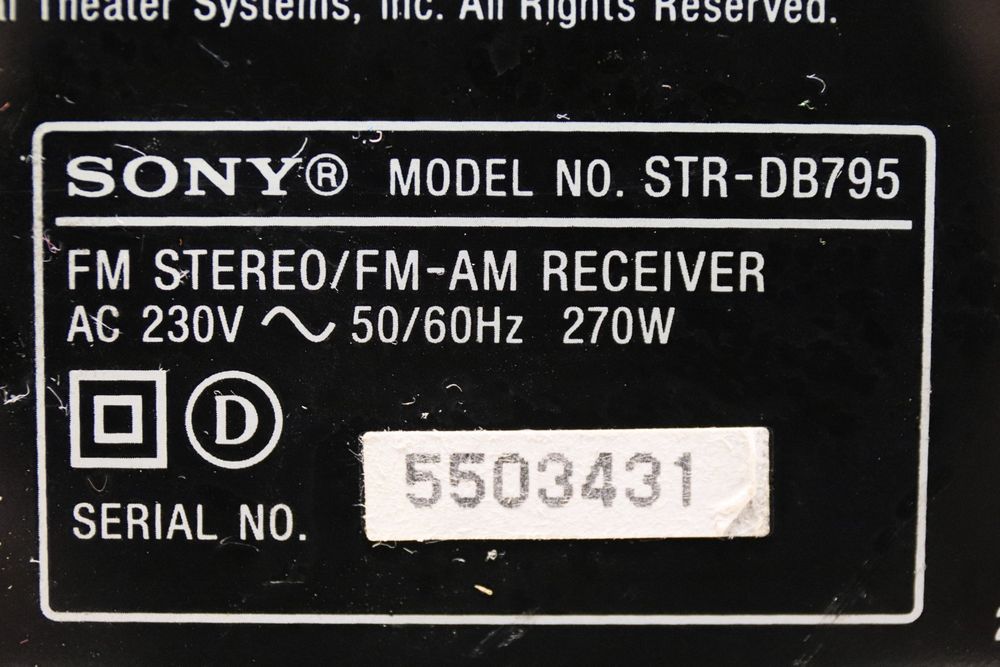 Theater Systems, Inc. All Rights Reserved.
SONY® MODEL NO. STR-DB795
FM STEREO/FM-AM RECEIVER
AC 230V ~ 50/60Hz 270W
D
SERIAL NO. 5503431